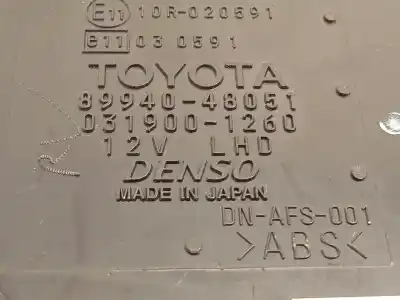 E11 10R-020591
e11 03 0591
TOYOTA
89940-48051
031900-1260
12V LHD
DENSO
MADE IN JAPAN
DN-AFS-001
>ABS<